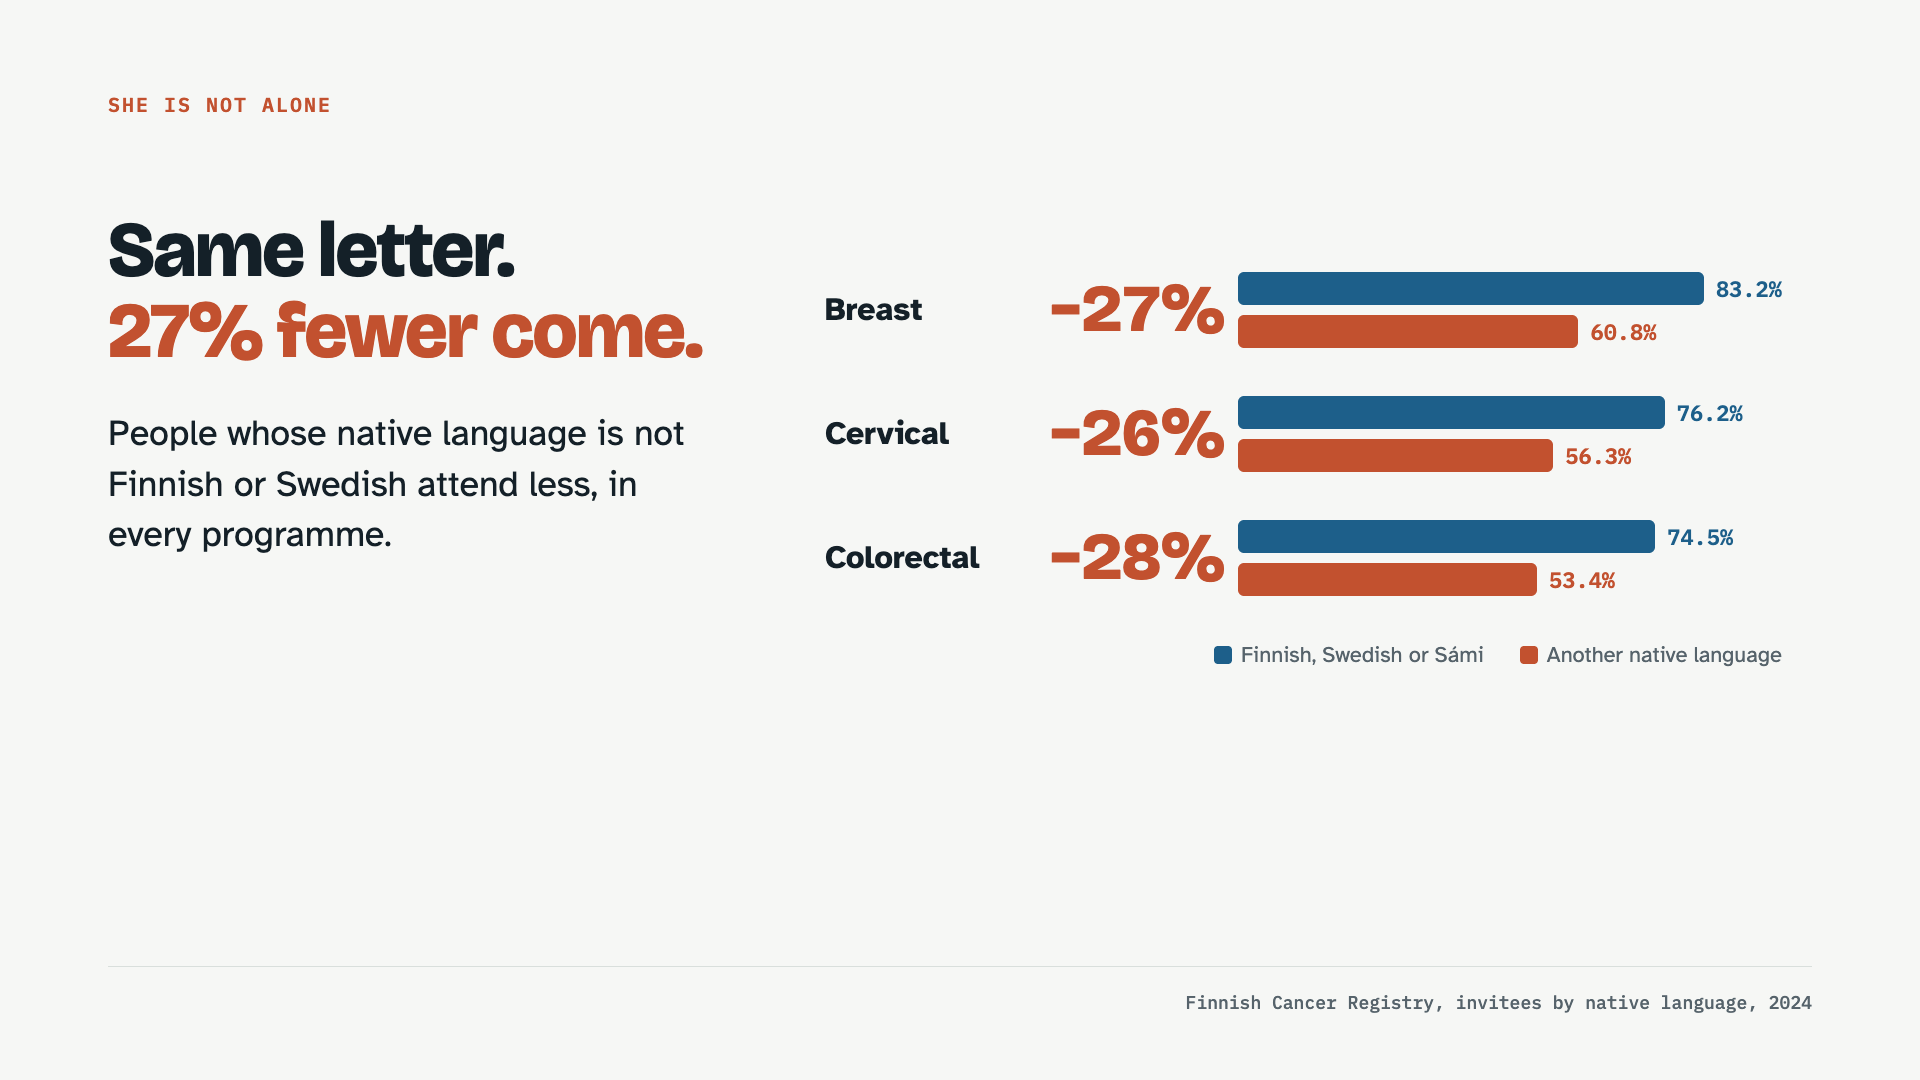 SHE IS NOT ALONE
Same letter.
27% fewer come.
People whose native language is not
Finnish or Swedish attend less, in
every programme.
Breast
−27%
83.2%
60.8%
Cervical
−26%
76.2%
56.3%
Colorectal
−28%
74.5%
53.4%
Finnish, Swedish or Sámi
Another native language
Finnish Cancer Registry, invitees by native language, 2024